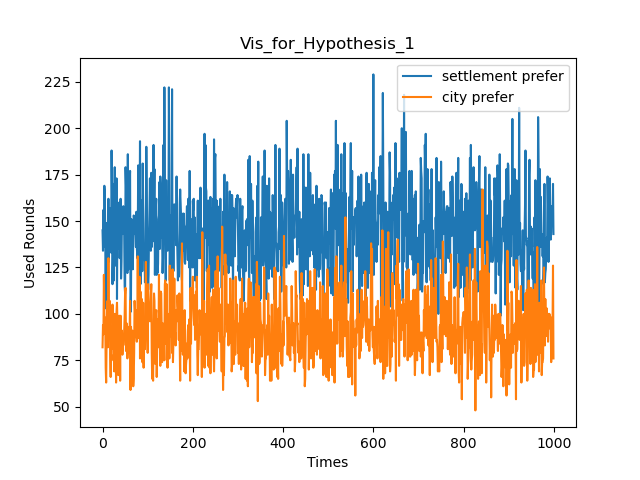 Vis_for_Hypothesis_1
settlement prefer
city prefer
225
200
175
150
125
100
75
50
Used Rounds
0
200
400
600
800
1000
Times